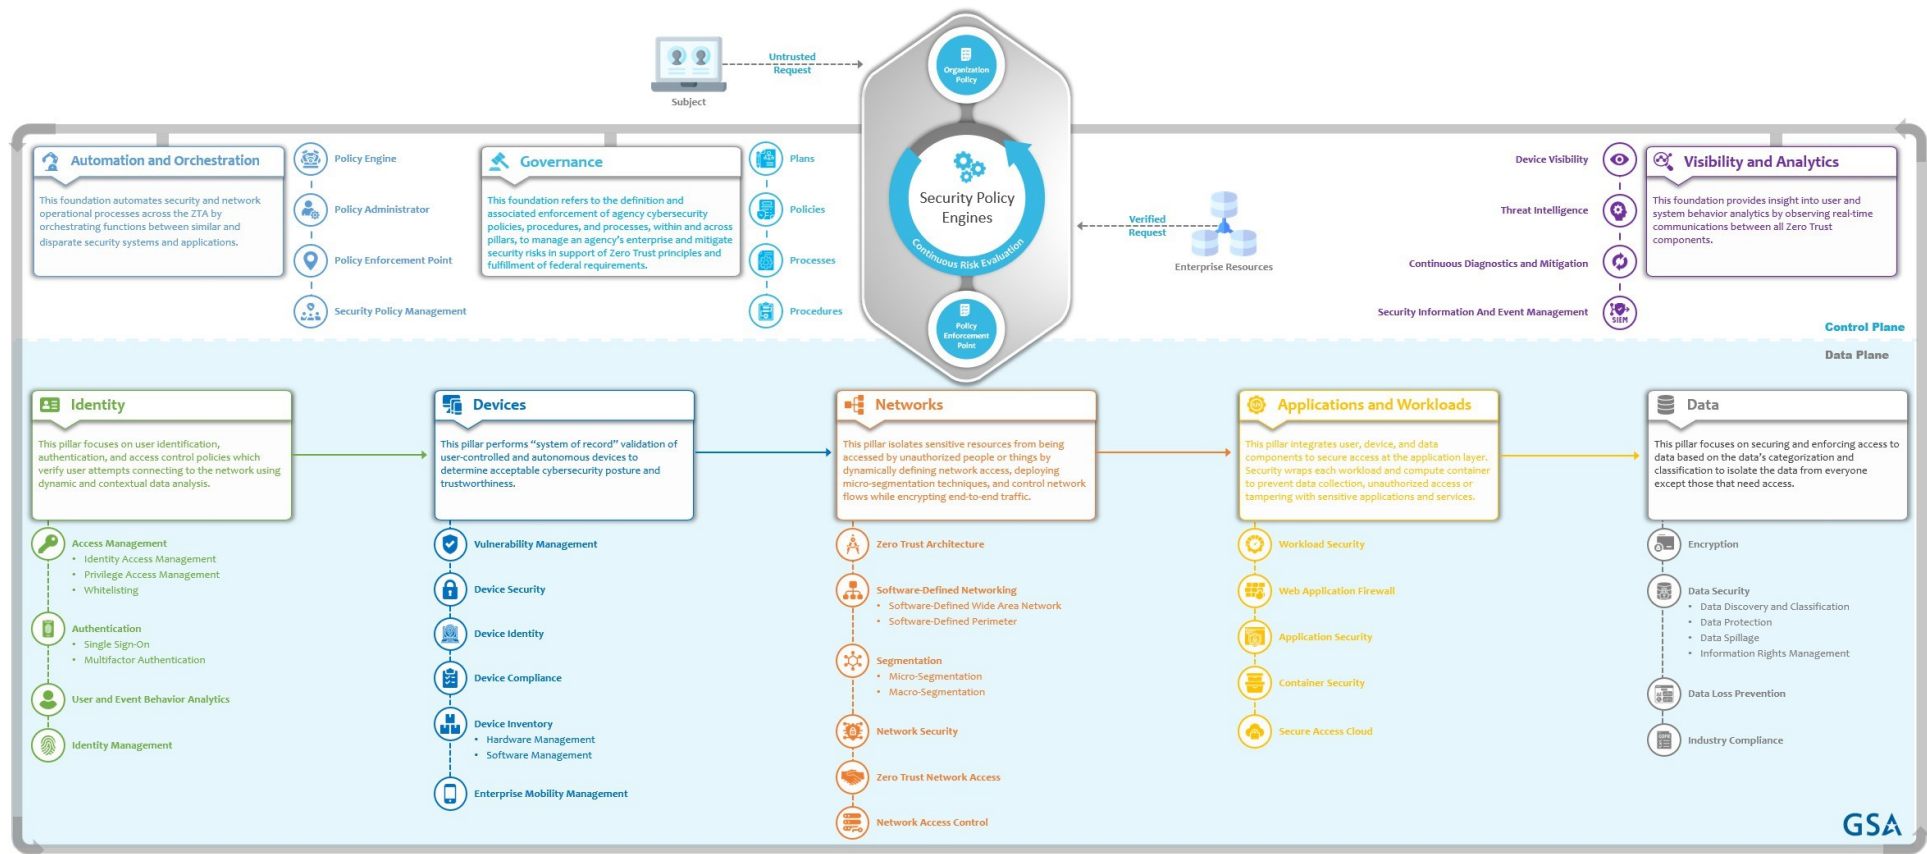 Untrusted
Request
Subject
Organization
Policy
Security Policy
Engines
Continuous Risk Evaluation
Policy
Enforcement
Point
Verified
Request
Enterprise Resources
Automation and Orchestration
This foundation automates security and network
operational processes across the ZTA by
orchestrating functions between similar and
disparate security systems and applications.
Policy Engine
Policy Administrator
Policy Enforcement Point
Security Policy Management
Governance
This foundation refers to the definition and
associated enforcement of agency cybersecurity
policies, procedures, and processes, within and across
pillars, to manage an agency's enterprise and mitigate
security risks in support of Zero Trust principles and
fulfillment of federal requirements.
Plans
Policies
Processes
Procedures
Device Visibility
Threat Intelligence
Continuous Diagnostics and Mitigation
Security Information And Event Management
SIEM
Visibility and Analytics
This foundation provides insight into user and
system behavior analytics by observing real-time
communications between all Zero Trust
components.
Control Plane
Data Plane
Identity
This pillar focuses on user identification,
authentication, and access control policies which
verify user attempts connecting to the network using
dynamic and contextual data analysis.
Access Management
• Identity Access Management
• Privilege Access Management
• Whitelisting
Authentication
• Single Sign-On
• Multifactor Authentication
User and Event Behavior Analytics
Identity Management
Devices
This pillar performs “system of record” validation of
user-controlled and autonomous devices to
determine acceptable cybersecurity posture and
trustworthiness.
Vulnerability Management
Device Security
Device Identity
Device Compliance
Device Inventory
• Hardware Management
• Software Management
Enterprise Mobility Management
Networks
This pillar isolates sensitive resources from being
accessed by unauthorized people or things by
dynamically defining network access, deploying
micro-segmentation techniques, and control network
flows while encrypting end-to-end traffic.
Zero Trust Architecture
Software-Defined Networking
• Software-Defined Wide Area Network
• Software-Defined Perimeter
Segmentation
• Micro-Segmentation
• Macro-Segmentation
Network Security
Zero Trust Network Access
Network Access Control
Applications and Workloads
This pillar integrates user, device, and data
components to secure access at the application layer.
Security wraps each workload and compute container
to prevent data collection, unauthorized access or
tampering with sensitive applications and services.
Workload Security
Web Application Firewall
Application Security
Container Security
Secure Access Cloud
Data
This pillar focuses on securing and enforcing access to
data based on the data's categorization and
classification to isolate the data from everyone
except those that need access.
Encryption
Data Security
• Data Discovery and Classification
• Data Protection
• Data Spillage
• Information Rights Management
Data Loss Prevention
Industry Compliance
GSA